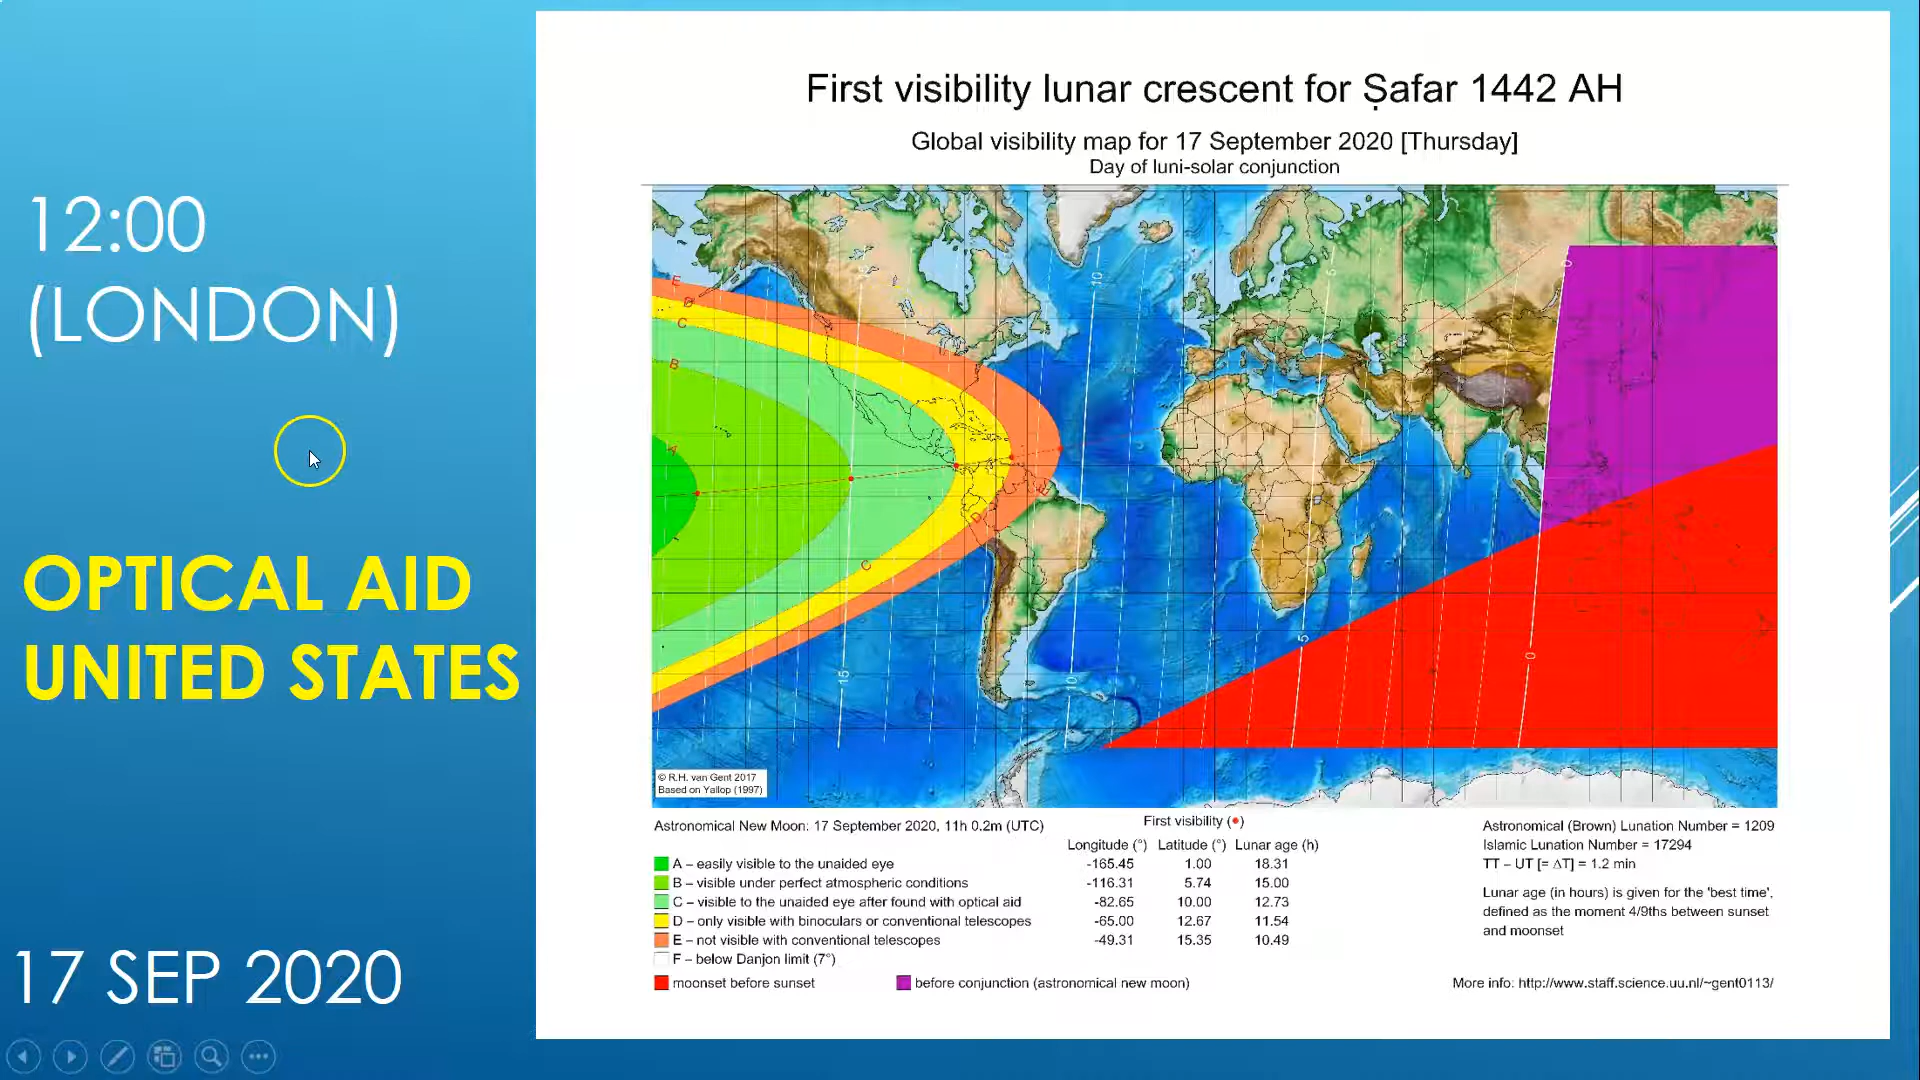 12:00
(LONDON)
OPTICAL AID
UNITED STATES
17 SEP 2020
First visibility lunar crescent for Ṣafar 1442 AH
Global visibility map for 17 September 2020 [Thursday]
Day of luni-solar conjunction
E
D
C
B
A
C
D
E
15
10
5
0
15
10
5
0
© R.H. van Gent 2017
Based on Yallop (1997)
Astronomical New Moon: 17 September 2020, 11h 0.2m (UTC)
First visibility (•)
Longitude (°) Latitude (°) Lunar age (h)
A – easily visible to the unaided eye -165.45 1.00 18.31
B – visible under perfect atmospheric conditions -116.31 5.74 15.00
C – visible to the unaided eye after found with optical aid -82.65 10.00 12.73
D – only visible with binoculars or conventional telescopes -65.00 12.67 11.54
E – not visible with conventional telescopes -49.31 15.35 10.49
F – below Danjon limit (7°)
moonset before sunset
before conjunction (astronomical new moon)
Astronomical (Brown) Lunation Number = 1209
Islamic Lunation Number = 17294
TT – UT [= ΔT] = 1.2 min
Lunar age (in hours) is given for the 'best time',
defined as the moment 4/9ths between sunset
and moonset
More info: http://www.staff.science.uu.nl/~gent0113/